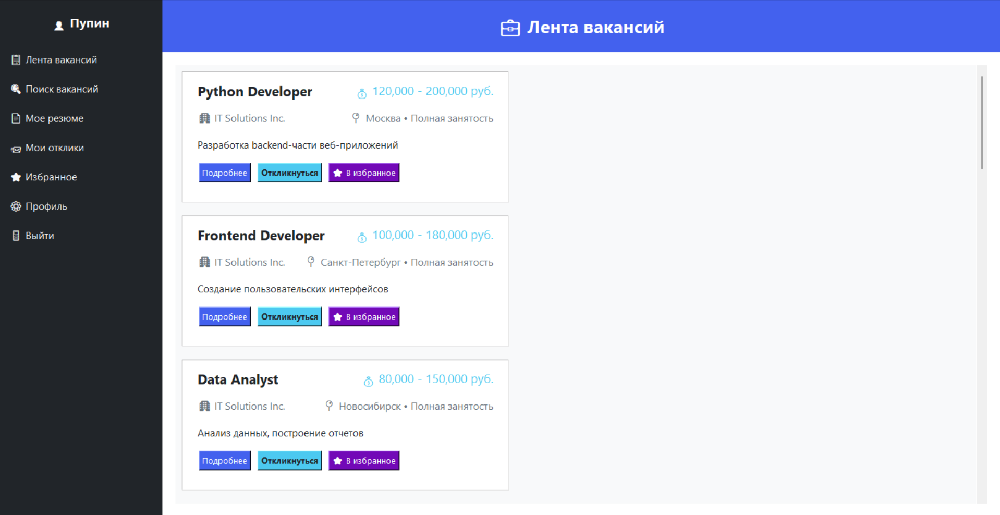 Пупин
Лента вакансий
Поиск вакансий
Мое резюме
Мои отклики
Избранное
Профиль
Выйти
Лента вакансий
Python Developer 120,000 - 200,000 руб.
IT Solutions Inc. Москва • Полная занятость
Разработка backend-части веб-приложений
Подробнее Откликнуться В избранное
Frontend Developer 100,000 - 180,000 руб.
IT Solutions Inc. Санкт-Петербург • Полная занятость
Создание пользовательских интерфейсов
Подробнее Откликнуться В избранное
Data Analyst 80,000 - 150,000 руб.
IT Solutions Inc. Новосибирск • Полная занятость
Анализ данных, построение отчетов
Подробнее Откликнуться В избранное